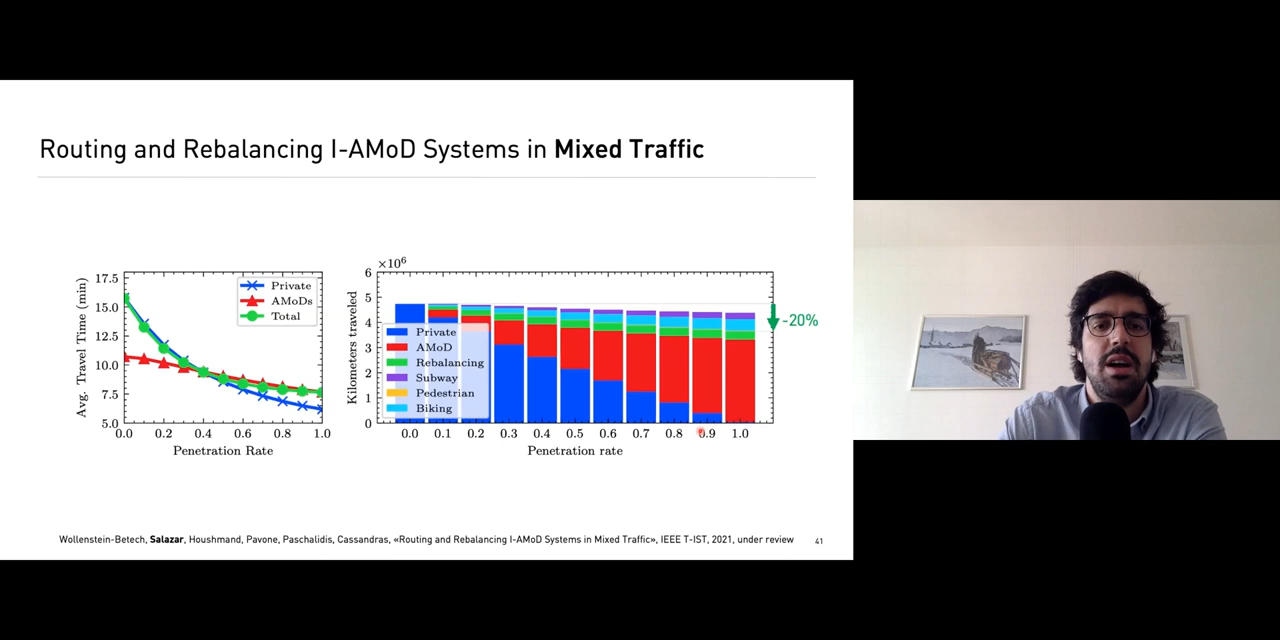 Routing and Rebalancing I-AMoD Systems in Mixed Traffic
Avg. Travel Time (min)
17.5
15.0
12.5
10.0
7.5
5.0
Private
AMoDs
Total
0.0 0.2 0.4 0.6 0.8 1.0
Penetration Rate
×10⁶
Kilometers traveled
6
5
4
3
2
1
0
Private
AMoD
Rebalancing
Subway
Pedestrian
Biking
-20%
0.0 0.1 0.2 0.3 0.4 0.5 0.6 0.7 0.8 0.9 1.0
Penetration rate
Wollenstein-Betech, Salazar, Houshmand, Pavone, Paschalidis, Cassandras, «Routing and Rebalancing I-AMoD Systems in Mixed Traffic», IEEE T-IST, 2021, under review
41